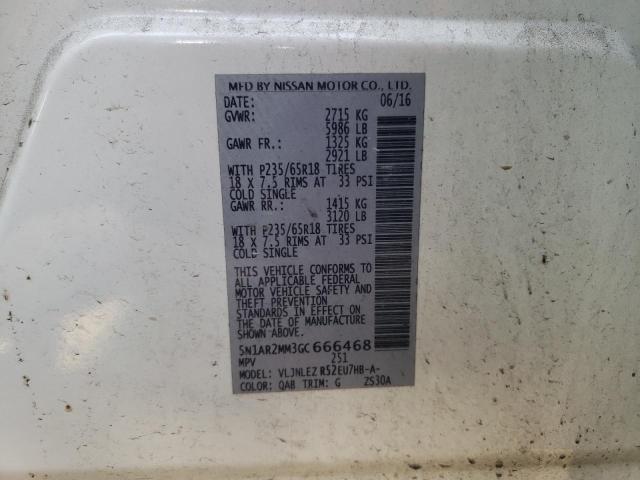 MFD BY NISSAN MOTOR CO., LTD.
DATE: 06/16
GVWR: 2715 KG
5986 LB
GAWR FR.: 1325 KG
2921 LB
WITH P235/65R18 TIRES
18 X 7.5 RIMS AT 33 PSI
COLD SINGLE
GAWR RR.: 1415 KG
3120 LB
WITH P235/65R18 TIRES
18 X 7.5 RIMS AT 33 PSI
COLD SINGLE
THIS VEHICLE CONFORMS TO
ALL APPLICABLE FEDERAL
MOTOR VEHICLE SAFETY AND
THEFT PREVENTION
STANDARDS IN EFFECT ON
THE DATE OF MANUFACTURE
SHOWN ABOVE.
5N1AR2MM3GC666468
MPV 251
MODEL: VLJNLEZ R52EU7HB-A-
COLOR: QAB TRIM: G ZS30A